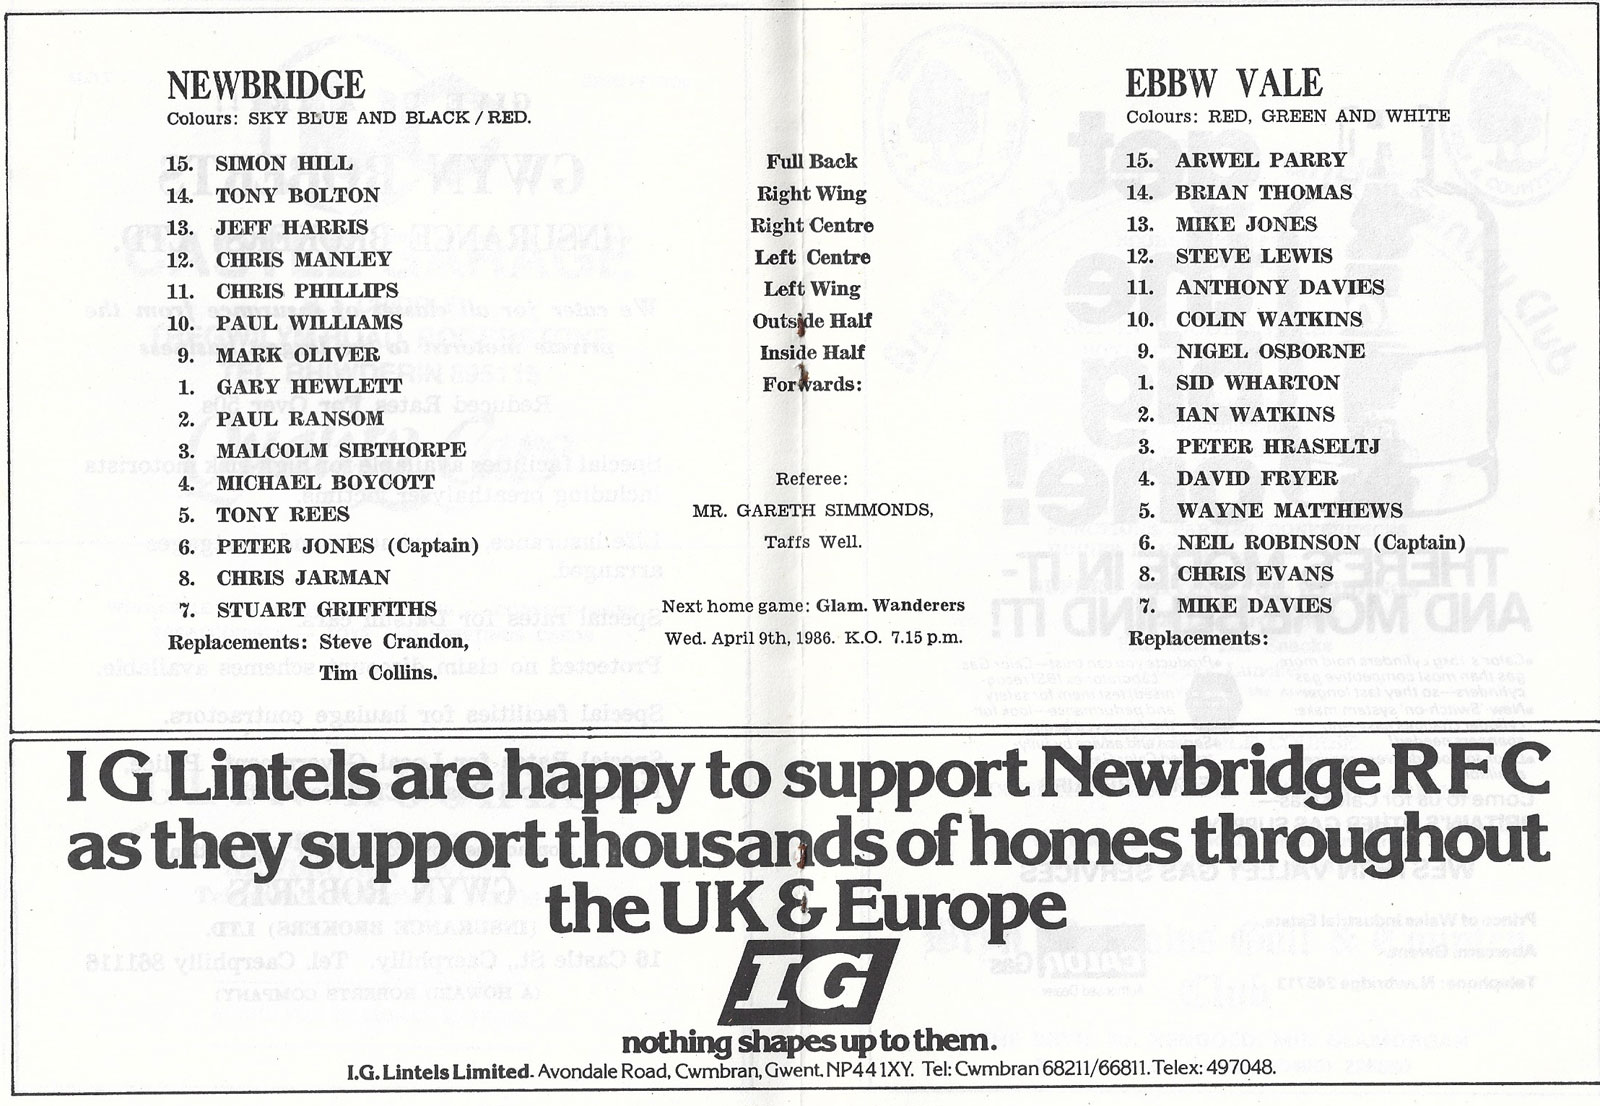 NEWBRIDGE
Colours: SKY BLUE AND BLACK / RED.
15. SIMON HILL
14. TONY BOLTON
13. JEFF HARRIS
12. CHRIS MANLEY
11. CHRIS PHILLIPS
10. PAUL WILLIAMS
9. MARK OLIVER
1. GARY HEWLETT
2. PAUL RANSOM
3. MALCOLM SIBTHORPE
4. MICHAEL BOYCOTT
5. TONY REES
6. PETER JONES (Captain)
8. CHRIS JARMAN
7. STUART GRIFFITHS
Replacements: Steve Crandon,
Tim Collins.
Full Back
Right Wing
Right Centre
Left Centre
Left Wing
Outside Half
Inside Half
Forwards:
Referee:
MR. GARETH SIMMONDS,
Taffs Well.
Next home game: Glam. Wanderers
Wed. April 9th, 1986. K.O. 7.15 p.m.
EBBW VALE
Colours: RED, GREEN AND WHITE
15. ARWEL PARRY
14. BRIAN THOMAS
13. MIKE JONES
12. STEVE LEWIS
11. ANTHONY DAVIES
10. COLIN WATKINS
9. NIGEL OSBORNE
1. SID WHARTON
2. IAN WATKINS
3. PETER HRASELTJ
4. DAVID FRYER
5. WAYNE MATTHEWS
6. NEIL ROBINSON (Captain)
8. CHRIS EVANS
7. MIKE DAVIES
Replacements:
I G Lintels are happy to support Newbridge R F C
as they support thousands of homes throughout
the UK & Europe
IG
nothing shapes up to them.
I.G. Lintels Limited. Avondale Road, Cwmbran, Gwent. NP44 1XY. Tel: Cwmbran 68211/66811. Telex: 497048.